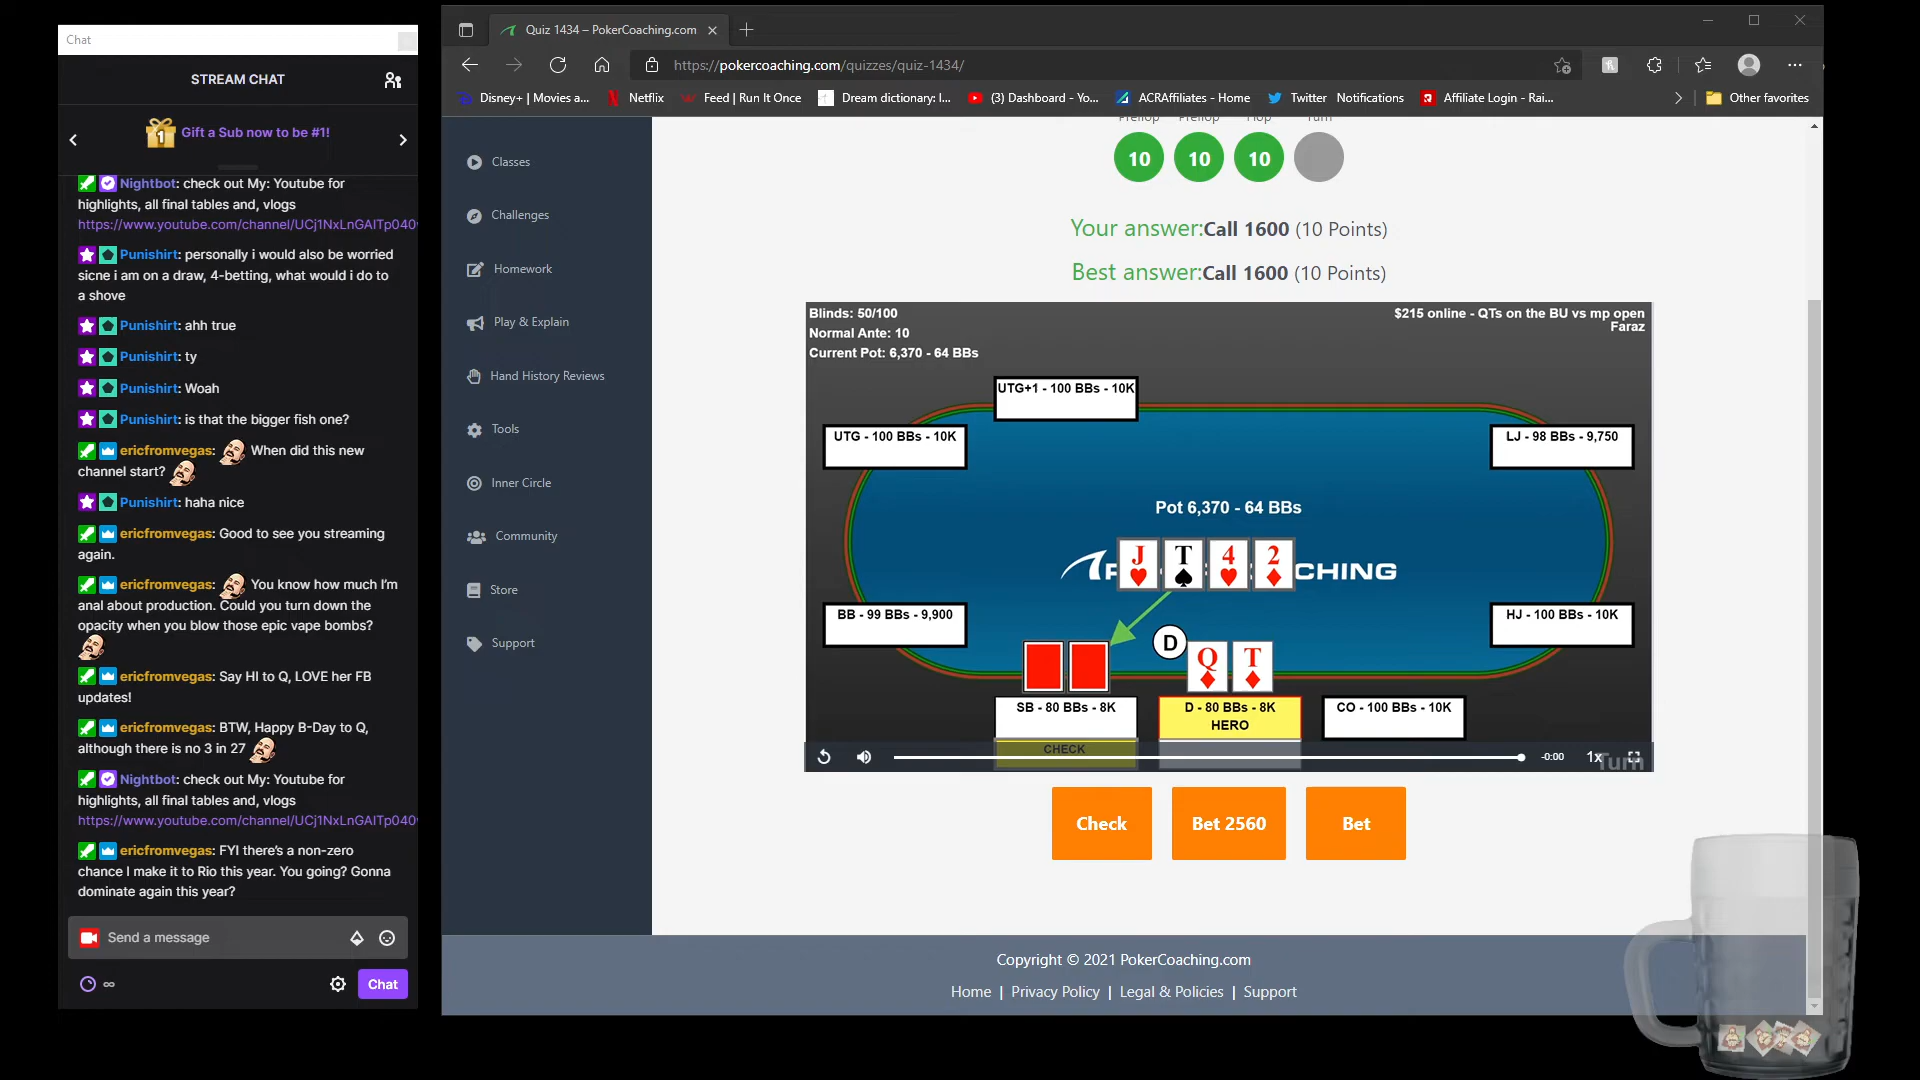 Chat
STREAM CHAT
1
Gift a Sub now to be #1!
Nightbot: check out My: Youtube for
highlights, all final tables and, vlogs
https://www.youtube.com/channel/UCj1NxLnGAITp040
Punishirt: personally i would also be worried
sicne i am on a draw, 4-betting, what would i do to
a shove
Punishirt: ahh true
Punishirt: ty
Punishirt: Woah
Punishirt: is that the bigger fish one?
ericfromvegas: When did this new
channel start?
Punishirt: haha nice
ericfromvegas: Good to see you streaming
again.
ericfromvegas: You know how much I'm
anal about production. Could you turn down the
opacity when you blow those epic vape bombs?
ericfromvegas: Say HI to Q, LOVE her FB
updates!
ericfromvegas: BTW, Happy B-Day to Q,
although there is no 3 in 27
Nightbot: check out My: Youtube for
highlights, all final tables and, vlogs
https://www.youtube.com/channel/UCj1NxLnGAITp040
ericfromvegas: FYI there's a non-zero
chance I make it to Rio this year. You going? Gonna
dominate again this year?
Send a message
∞
Chat
Quiz 1434 – PokerCoaching.com
https://pokercoaching.com/quizzes/quiz-1434/
Disney+ | Movies a...
Netflix
Feed | Run It Once
Dream dictionary: I...
(3) Dashboard - Yo...
ACRAffiliates - Home
Twitter
Notifications
Affiliate Login - Rai...
Other favorites
Classes
Challenges
Homework
Play & Explain
Hand History Reviews
Tools
Inner Circle
Community
Store
Support
Preflop Preflop Flop Turn
10 10 10
Your answer:Call 1600 (10 Points)
Best answer:Call 1600 (10 Points)
Blinds: 50/100
Normal Ante: 10
Current Pot: 6,370 - 64 BBs
$215 online - QTs on the BU vs mp open
Faraz
UTG+1 - 100 BBs - 10K
UTG - 100 BBs - 10K
LJ - 98 BBs - 9,750
Pot 6,370 - 64 BBs
J T 4 2
CHING
BB - 99 BBs - 9,900
HJ - 100 BBs - 10K
D
Q T
SB - 80 BBs - 8K
D - 80 BBs - 8K
HERO
CO - 100 BBs - 10K
CHECK
-0:00
1x
Turn
Check
Bet 2560
Bet
Copyright © 2021 PokerCoaching.com
Home | Privacy Policy | Legal & Policies | Support